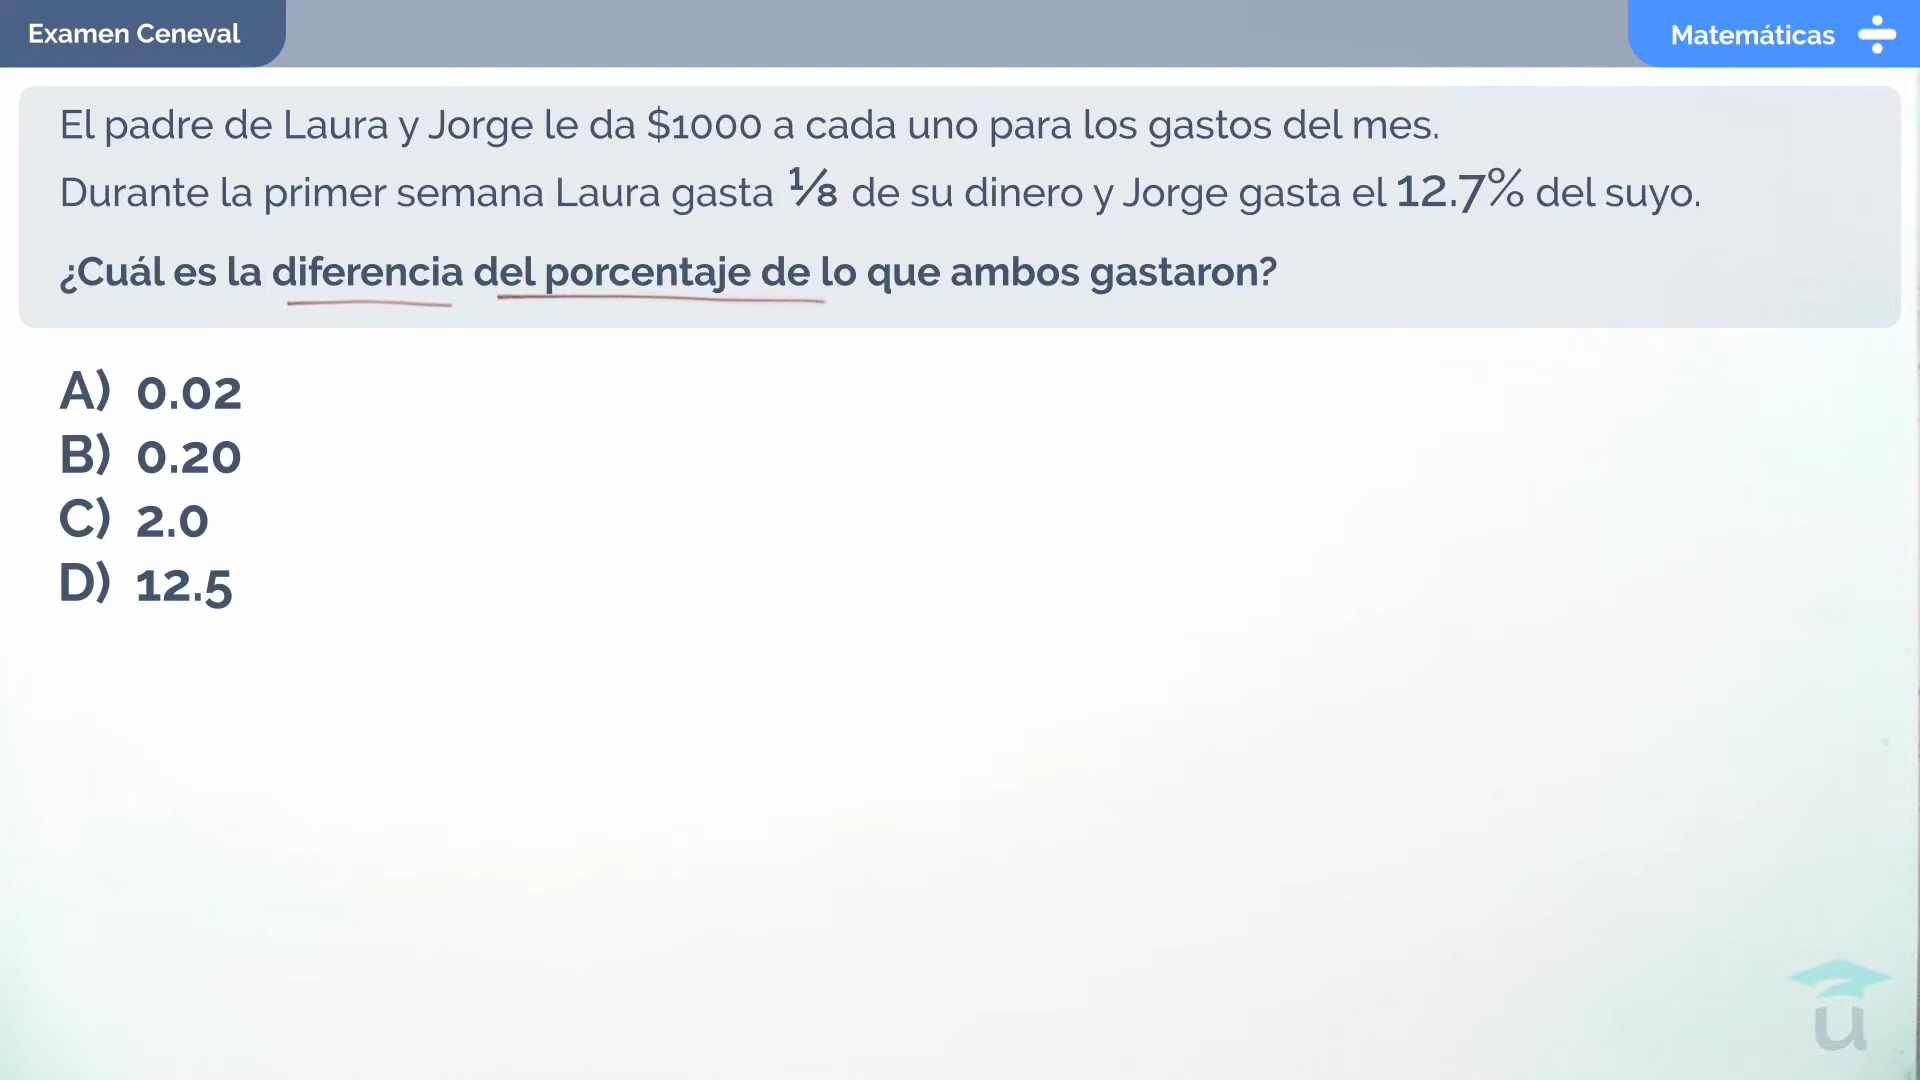 Examen Ceneval
Matemáticas
El padre de Laura y Jorge le da $1000 a cada uno para los gastos del mes.
Durante la primer semana Laura gasta ⅛ de su dinero y Jorge gasta el 12.7% del suyo.
¿Cuál es la diferencia del porcentaje de lo que ambos gastaron?
A) 0.02
B) 0.20
C) 2.0
D) 12.5
u